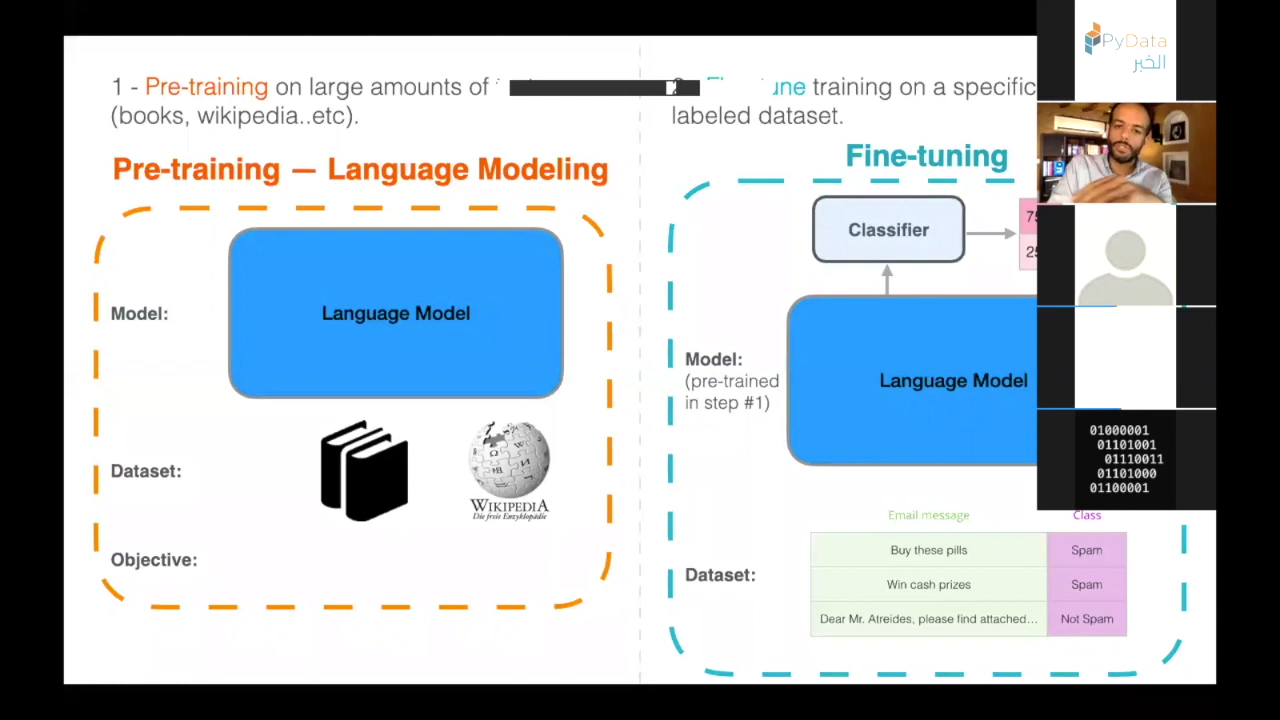 1 - Pre-training on large amounts of
(books, wikipedia..etc).
Pre-training — Language Modeling
Model:
Language Model
Dataset:
WIKIPEDIA
Die freie Enzyklopädie
Objective:
training on a specific
labeled dataset.
Fine-tuning
Classifier
Model:
(pre-trained
in step #1)
Language Model
Email message Class
Dataset:
Buy these pills Spam
Win cash prizes Spam
Dear Mr. Atreides, please find attached... Not Spam
PyData
الخبر
01000001
01101001
01110011
01101000
01100001